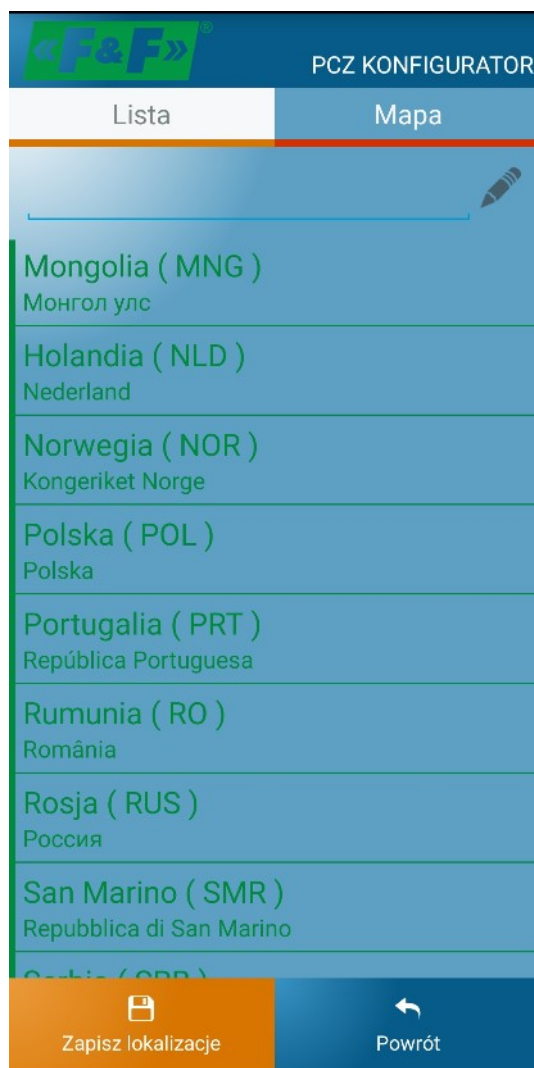 «F&F»®
PCZ KONFIGURATOR
Lista
Mapa
Mongolia ( MNG )
Монгол улс
Holandia ( NLD )
Nederland
Norwegia ( NOR )
Kongeriket Norge
Polska ( POL )
Polska
Portugalia ( PRT )
República Portuguesa
Rumunia ( RO )
România
Rosja ( RUS )
Россия
San Marino ( SMR )
Repubblica di San Marino
Zapisz lokalizacje
Powrót